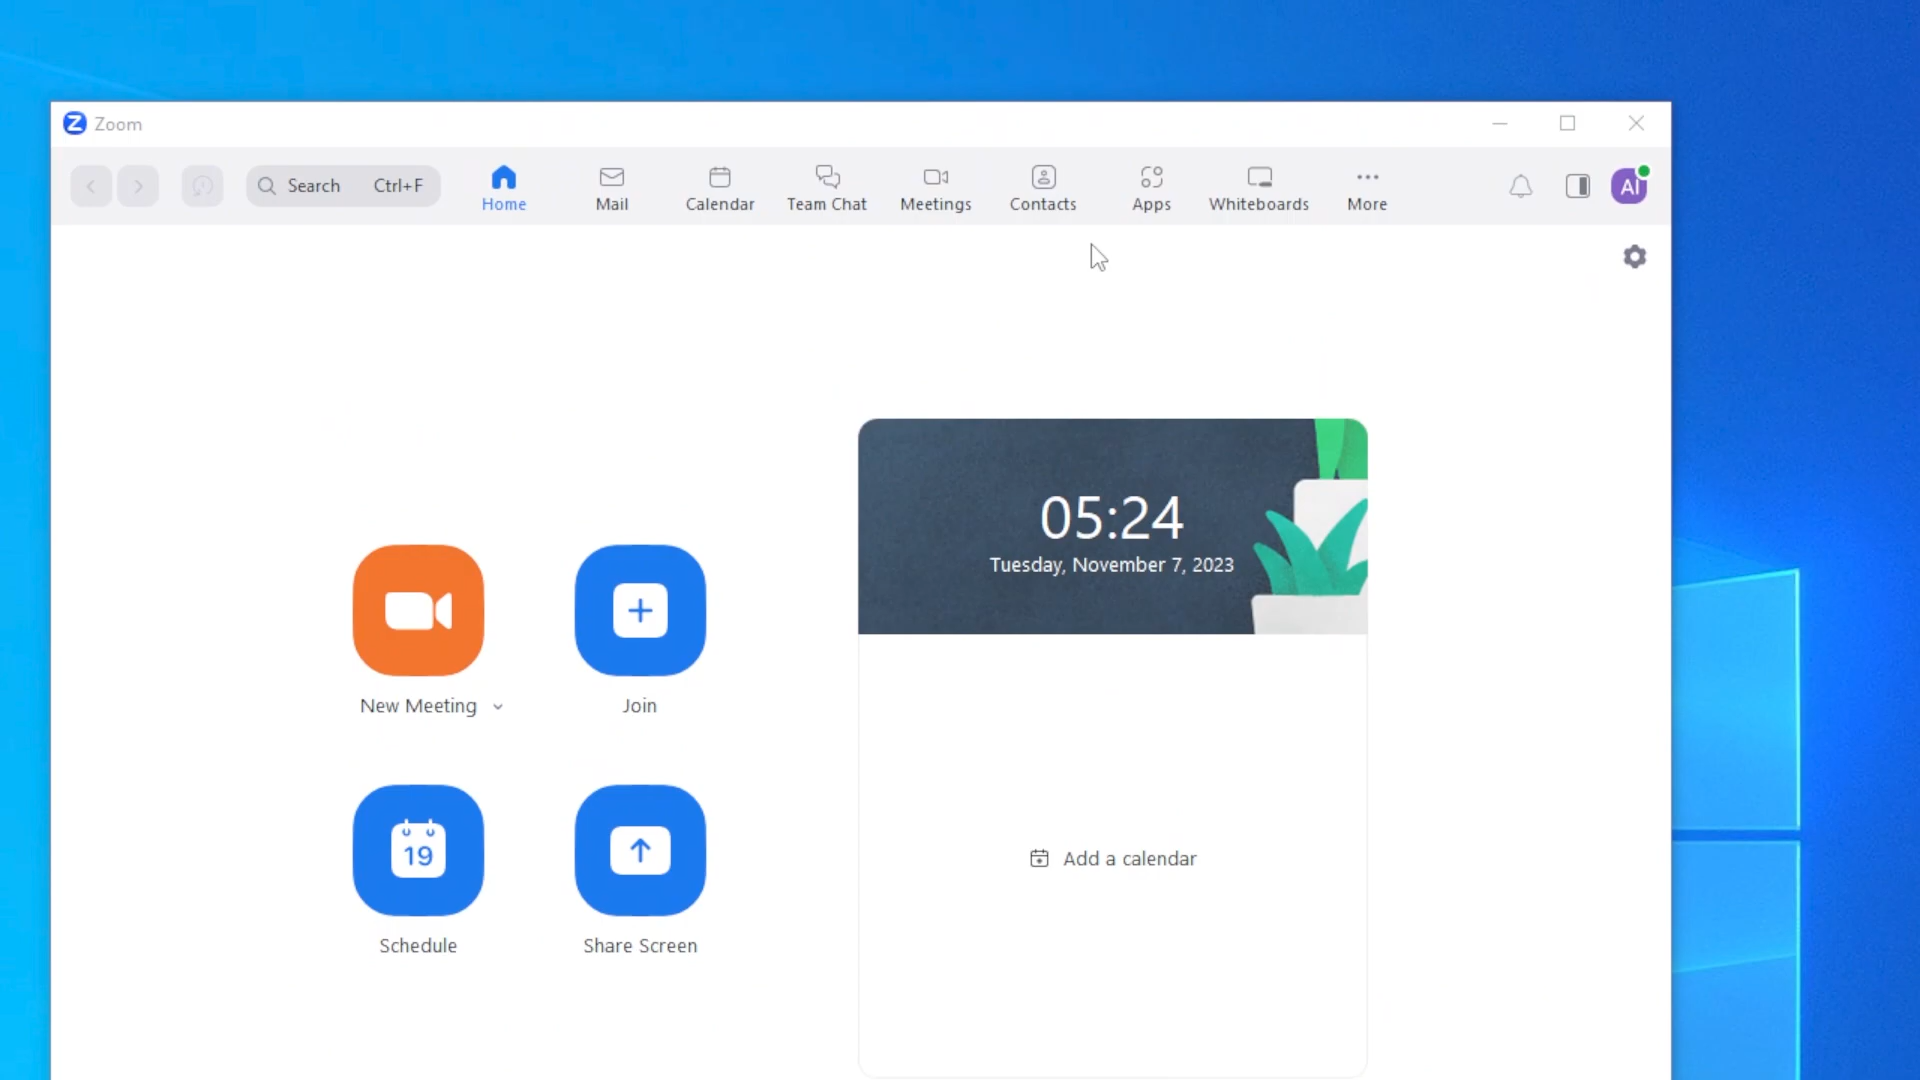 Zoom
Search Ctrl+F
Home
Mail
Calendar
Team Chat
Meetings
Contacts
Apps
Whiteboards
More
AI
05:24
Tuesday, November 7, 2023
New Meeting
Join
19
Schedule
Share Screen
Add a calendar